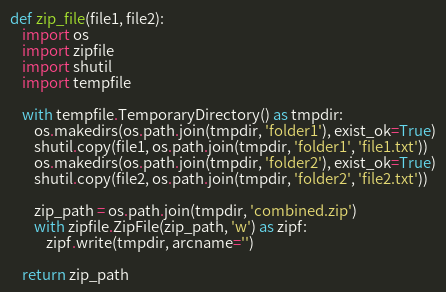 def zip_file(file1, file2):
    import os
    import zipfile
    import shutil
    import tempfile

    with tempfile.TemporaryDirectory() as tmpdir:
        os.makedirs(os.path.join(tmpdir, 'folder1'), exist_ok=True)
        shutil.copy(file1, os.path.join(tmpdir, 'folder1', 'file1.txt'))
        os.makedirs(os.path.join(tmpdir, 'folder2'), exist_ok=True)
        shutil.copy(file2, os.path.join(tmpdir, 'folder2', 'file2.txt'))

        zip_path = os.path.join(tmpdir, 'combined.zip')
        with zipfile.ZipFile(zip_path, 'w') as zipf:
            zipf.write(tmpdir, arcname='')

    return zip_path